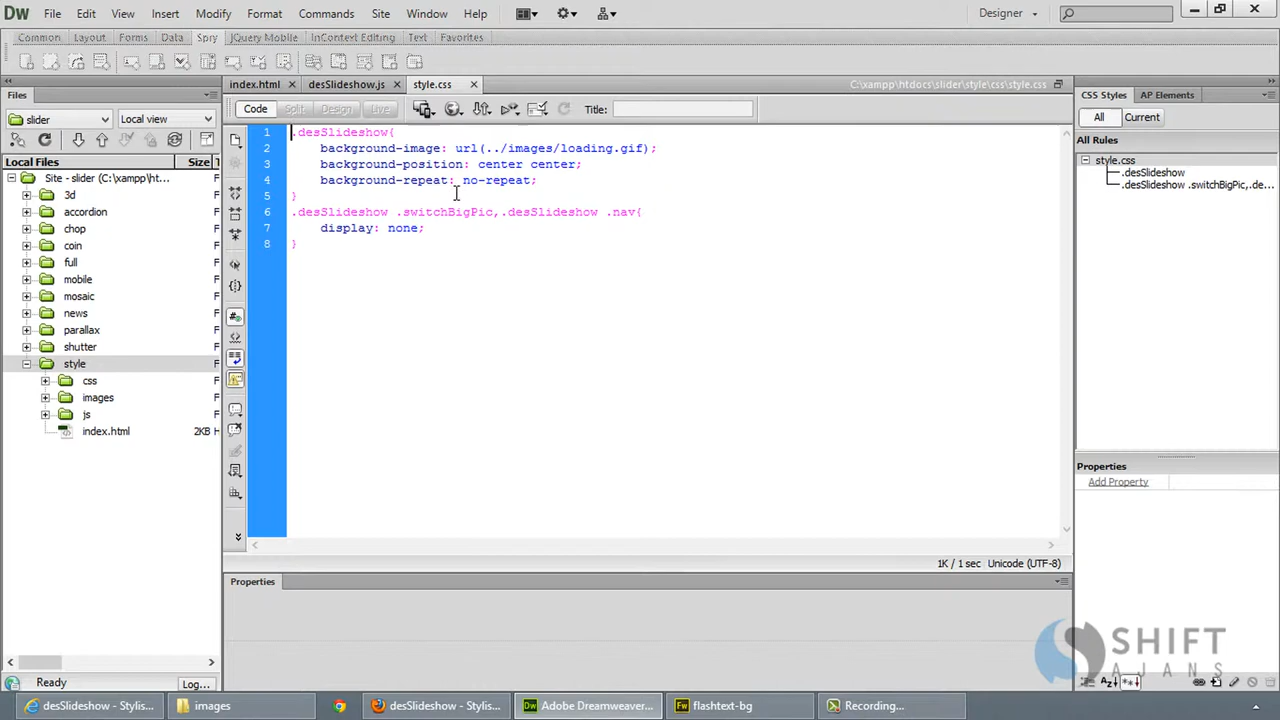 Dw File Edit View Insert Modify Format Commands Site Window Help Designer
Common Layout Forms Data Spry jQuery Mobile InContext Editing Text Favorites
Files
slider Local view
Local Files Size
Site - slider (C:\xampp\ht...
3d F
accordion F
chop F
coin F
full F
mobile F
mosaic F
news F
parallax F
shutter F
style F
css F
images F
js F
index.html 2KB F
Ready Log...
index.html desSlideshow.js style.css C:\xampp\htdocs\slider\style\css\style.css
Code Split Design Live Title:
1 .desSlideshow{
2 background-image: url(../images/loading.gif);
3 background-position: center center;
4 background-repeat: no-repeat;
5 }
6 .desSlideshow .switchBigPic,.desSlideshow .nav{
7 display: none;
8 }
1K / 1 sec Unicode (UTF-8)
Properties
CSS Styles AP Elements
All Current
All Rules
style.css
.desSlideshow
.desSlideshow .switchBigPic,.de...
Properties
Add Property
SHIFT
AJANS
desSlideshow - Stylis... images desSlideshow - Stylis... Dw Adobe Dreamweaver... Fw flashtext-bg Recording...